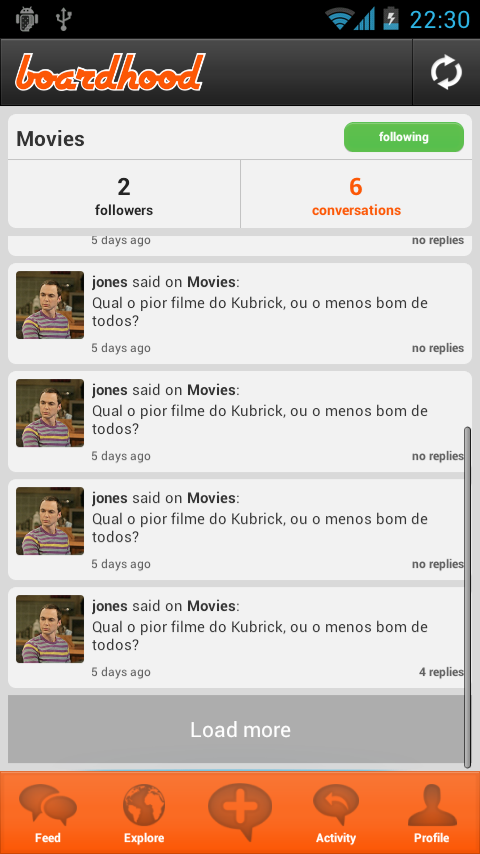 22:30
boardhood
Movies
following
2
followers
6
conversations
5 days ago
no replies
jones said on Movies:
Qual o pior filme do Kubrick, ou o menos bom de
todos?
5 days ago
no replies
jones said on Movies:
Qual o pior filme do Kubrick, ou o menos bom de
todos?
5 days ago
no replies
jones said on Movies:
Qual o pior filme do Kubrick, ou o menos bom de
todos?
5 days ago
no replies
jones said on Movies:
Qual o pior filme do Kubrick, ou o menos bom de
todos?
5 days ago
4 replies
Load more
Feed
Explore
Activity
Profile